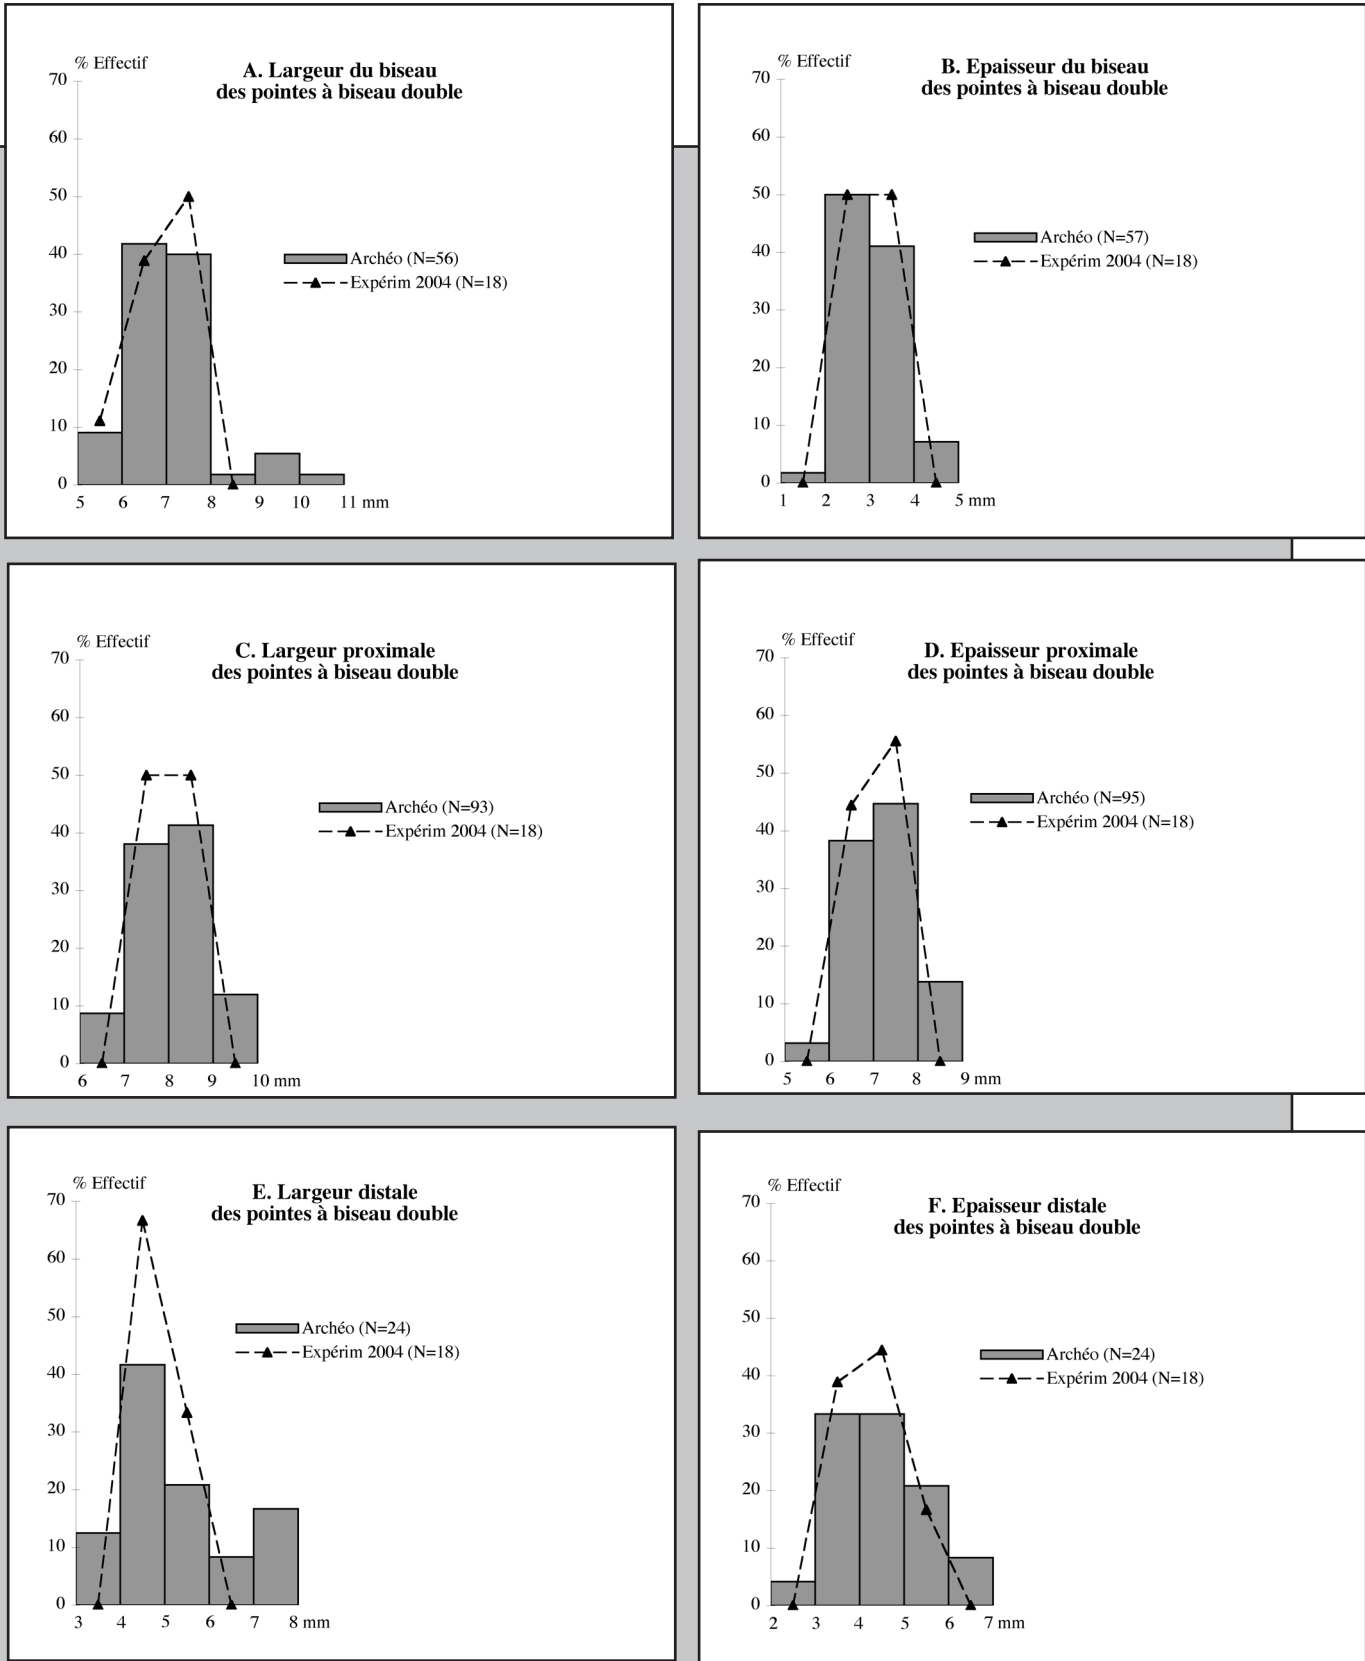 % Effectif
A. Largeur du biseau
des pointes à biseau double
70
60
50
40
30
20
10
0
Archéo (N=56)
Expérim 2004 (N=18)
5 6 7 8 9 10 11 mm
% Effectif
B. Epaisseur du biseau
des pointes à biseau double
70
60
50
40
30
20
10
0
Archéo (N=57)
Expérim 2004 (N=18)
1 2 3 4 5 mm
% Effectif
C. Largeur proximale
des pointes à biseau double
70
60
50
40
30
20
10
0
Archéo (N=93)
Expérim 2004 (N=18)
6 7 8 9 10 mm
% Effectif
D. Epaisseur proximale
des pointes à biseau double
70
60
50
40
30
20
10
0
Archéo (N=95)
Expérim 2004 (N=18)
5 6 7 8 9 mm
% Effectif
E. Largeur distale
des pointes à biseau double
70
60
50
40
30
20
10
0
Archéo (N=24)
Expérim 2004 (N=18)
3 4 5 6 7 8 mm
% Effectif
F. Epaisseur distale
des pointes à biseau double
70
60
50
40
30
20
10
0
Archéo (N=24)
Expérim 2004 (N=18)
2 3 4 5 6 7 mm